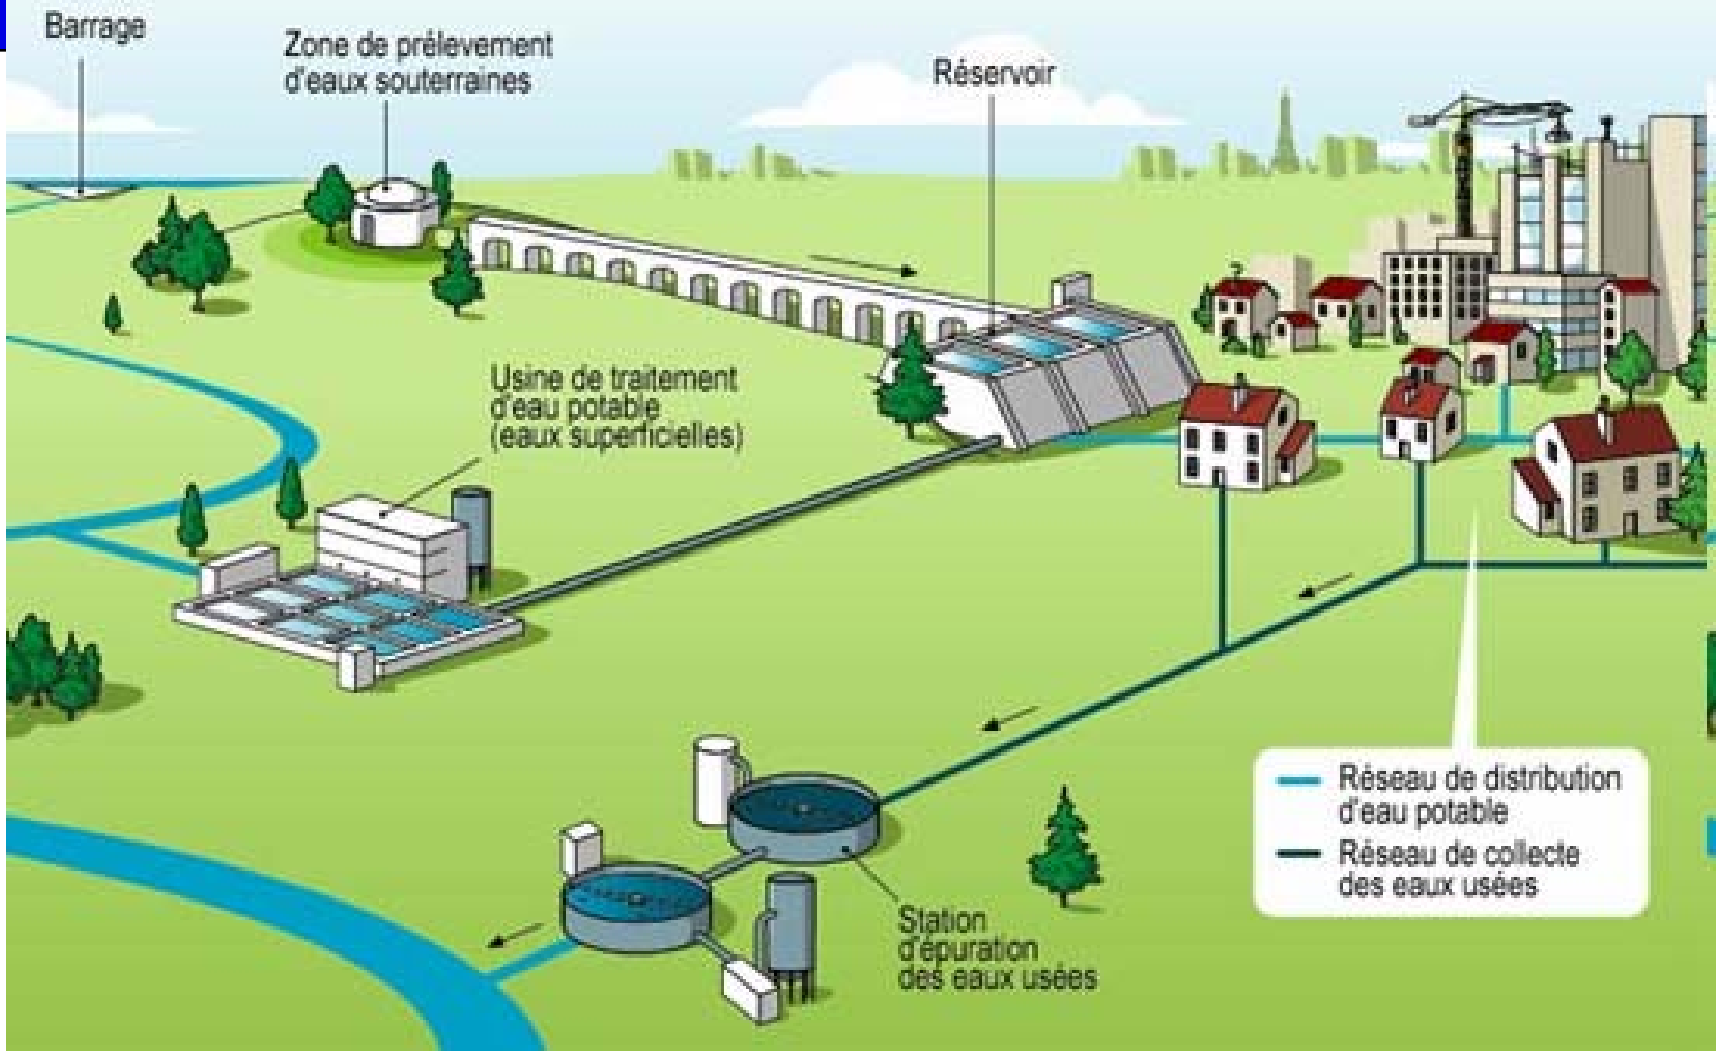 Barrage
Zone de prélevement
d'eaux souterraines
Réservoir
Usine de traitement
d'eau potable
(eaux superficielles)
Réseau de distribution
d'eau potable
Réseau de collecte
des eaux usées
Station
d'épuration
des eaux usées